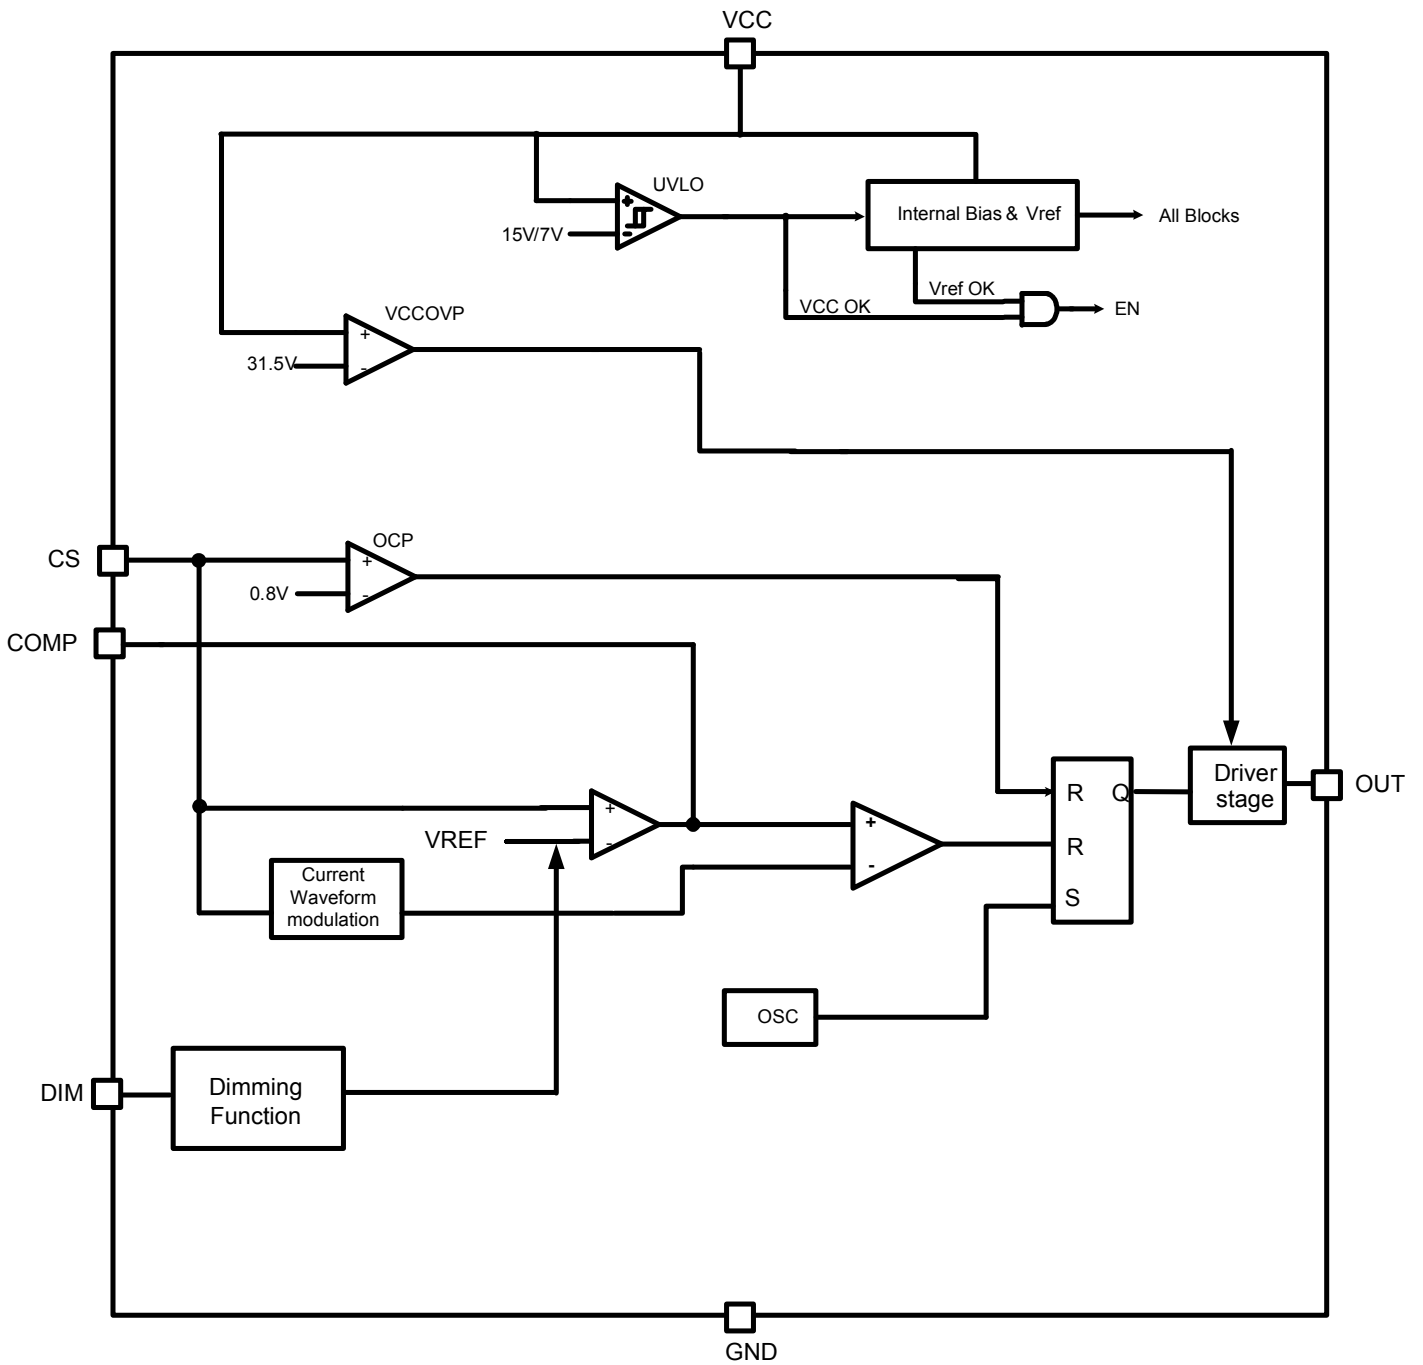 VCC
UVLO
+
15V/7V
-
Internal Bias & Vref
All Blocks
Vref OK
VCC OK
EN
VCCOVP
+
31.5V
-
CS
OCP
+
0.8V
-
COMP
+
VREF
-
Current
Waveform
modulation
+
-
R
Q
R
S
Driver
stage
OUT
OSC
DIM
Dimming
Function
GND